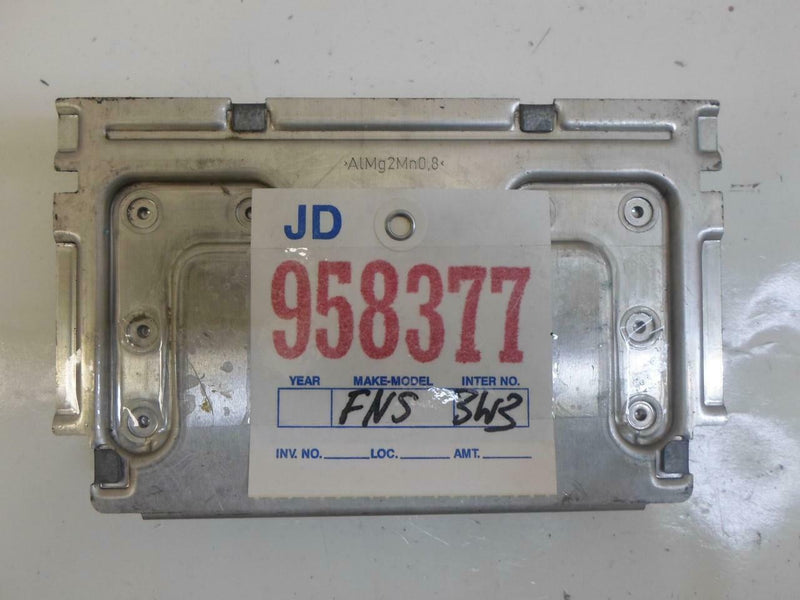 >AlMg2Mn0,8<
JD
958377
YEAR MAKE-MODEL INTER NO.
FNS 3W3
INV. NO. LOC. AMT.